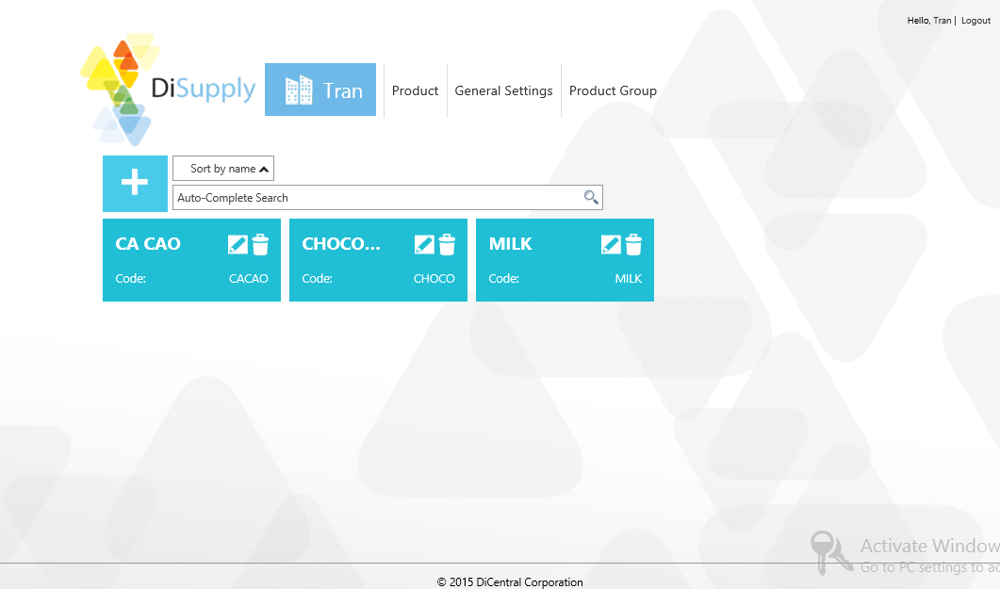 Hello, Tran | Logout
DiSupply
Tran
Product
General Settings
Product Group
Sort by name
Auto-Complete Search
CA CAO
Code: CACAO
CHOCO...
Code: CHOCO
MILK
Code: MILK
Activate Window
Go to PC settings to ac
© 2015 DiCentral Corporation